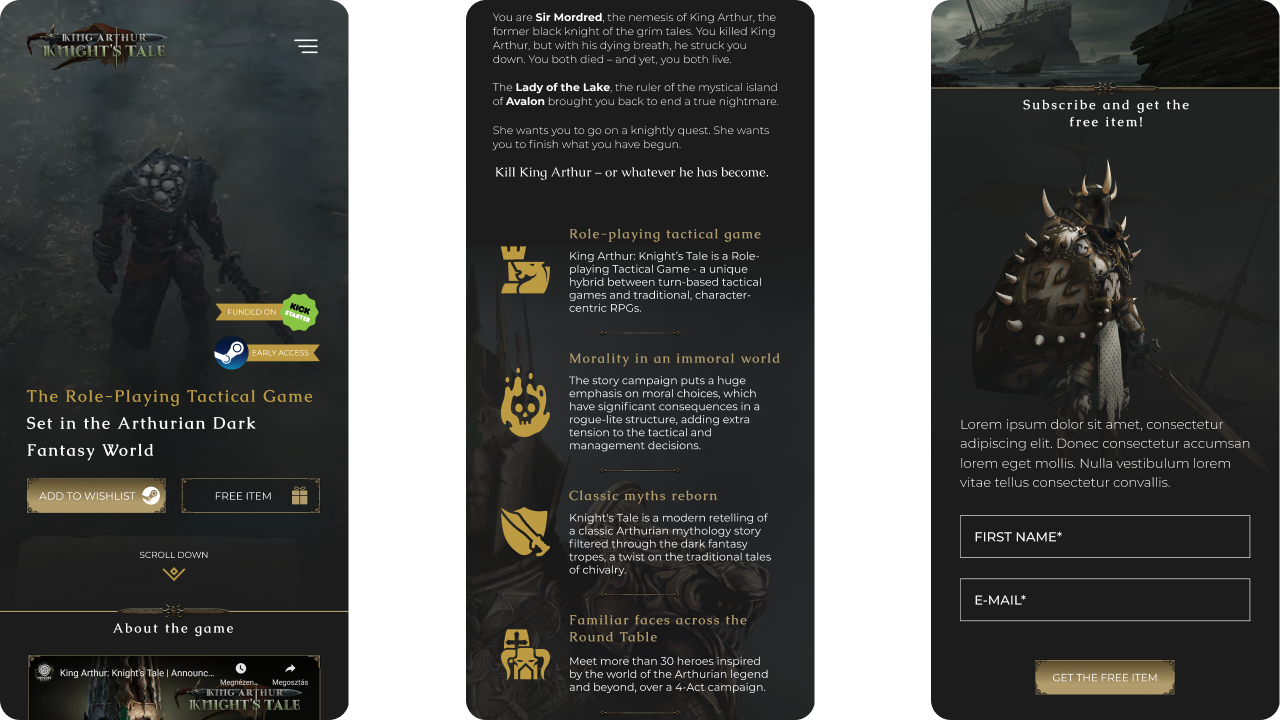 KING ARTHUR
KNIGHT'S TALE
FUNDED ON
KICK
STARTER
EARLY ACCESS
The Role-Playing Tactical Game
Set in the Arthurian Dark
Fantasy World
ADD TO WISHLIST
FREE ITEM
SCROLL DOWN
About the game
King Arthur: Knight's Tale | Announc...
Megnézen...
Megosztás
KING ARTHUR
KNIGHT'S TALE
You are Sir Mordred, the nemesis of King Arthur, the
former black knight of the grim tales. You killed King
Arthur, but with his dying breath, he struck you
down. You both died – and yet, you both live.
The Lady of the Lake, the ruler of the mystical island
of Avalon brought you back to end a true nightmare.
She wants you to go on a knightly quest. She wants
you to finish what you have begun.
Kill King Arthur – or whatever he has become.
Role-playing tactical game
King Arthur: Knight's Tale is a Role-
playing Tactical Game - a unique
hybrid between turn-based tactical
games and traditional, character-
centric RPGs.
Morality in an immoral world
The story campaign puts a huge
emphasis on moral choices, which
have significant consequences in a
rogue-lite structure, adding extra
tension to the tactical and
management decisions.
Classic myths reborn
Knight's Tale is a modern retelling of
a classic Arthurian mythology story
filtered through the dark fantasy
tropes, a twist on the traditional tales
of chivalry.
Familiar faces across the
Round Table
Meet more than 30 heroes inspired
by the world of the Arthurian legend
and beyond, over a 4-Act campaign.
Subscribe and get the
free item!
Lorem ipsum dolor sit amet, consectetur
adipiscing elit. Donec consectetur accumsan
lorem eget mollis. Nulla vestibulum lorem
vitae tellus consectetur convallis.
FIRST NAME*
E-MAIL*
GET THE FREE ITEM